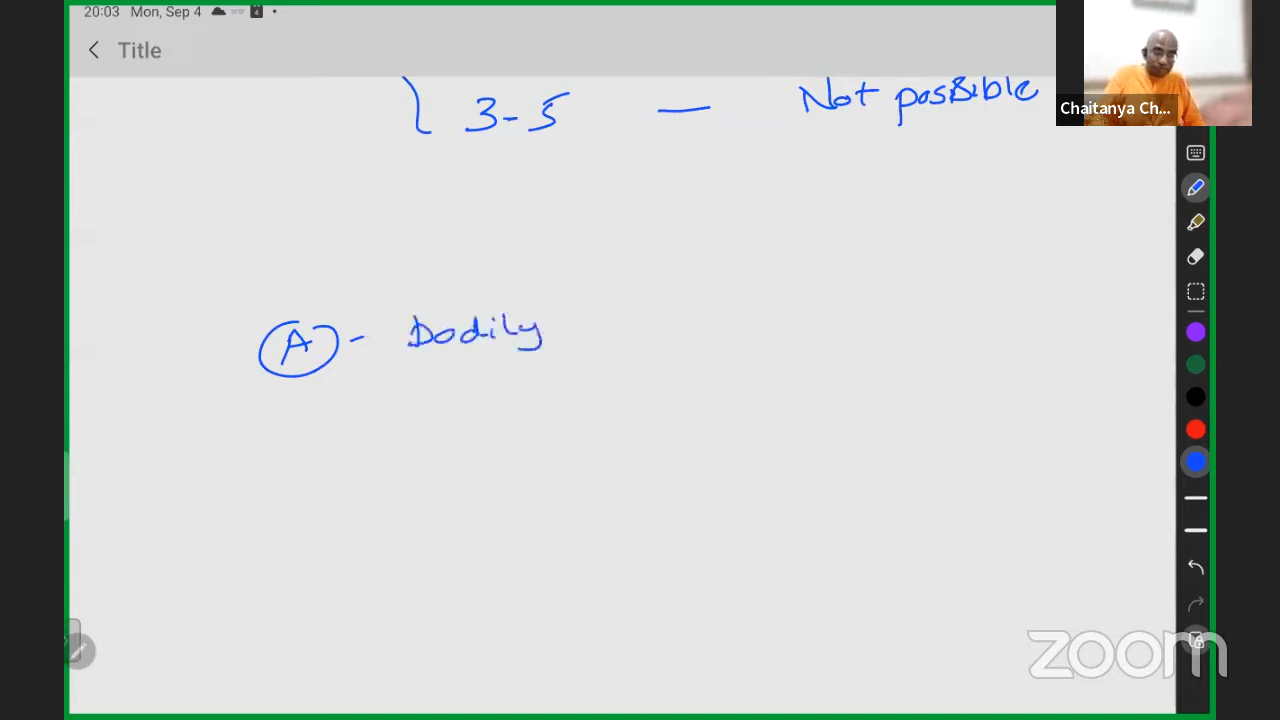 20:03 Mon, Sep 4
Title
3-5 — Not possible
Chaitanya Ch...
A - Bodily
zoom